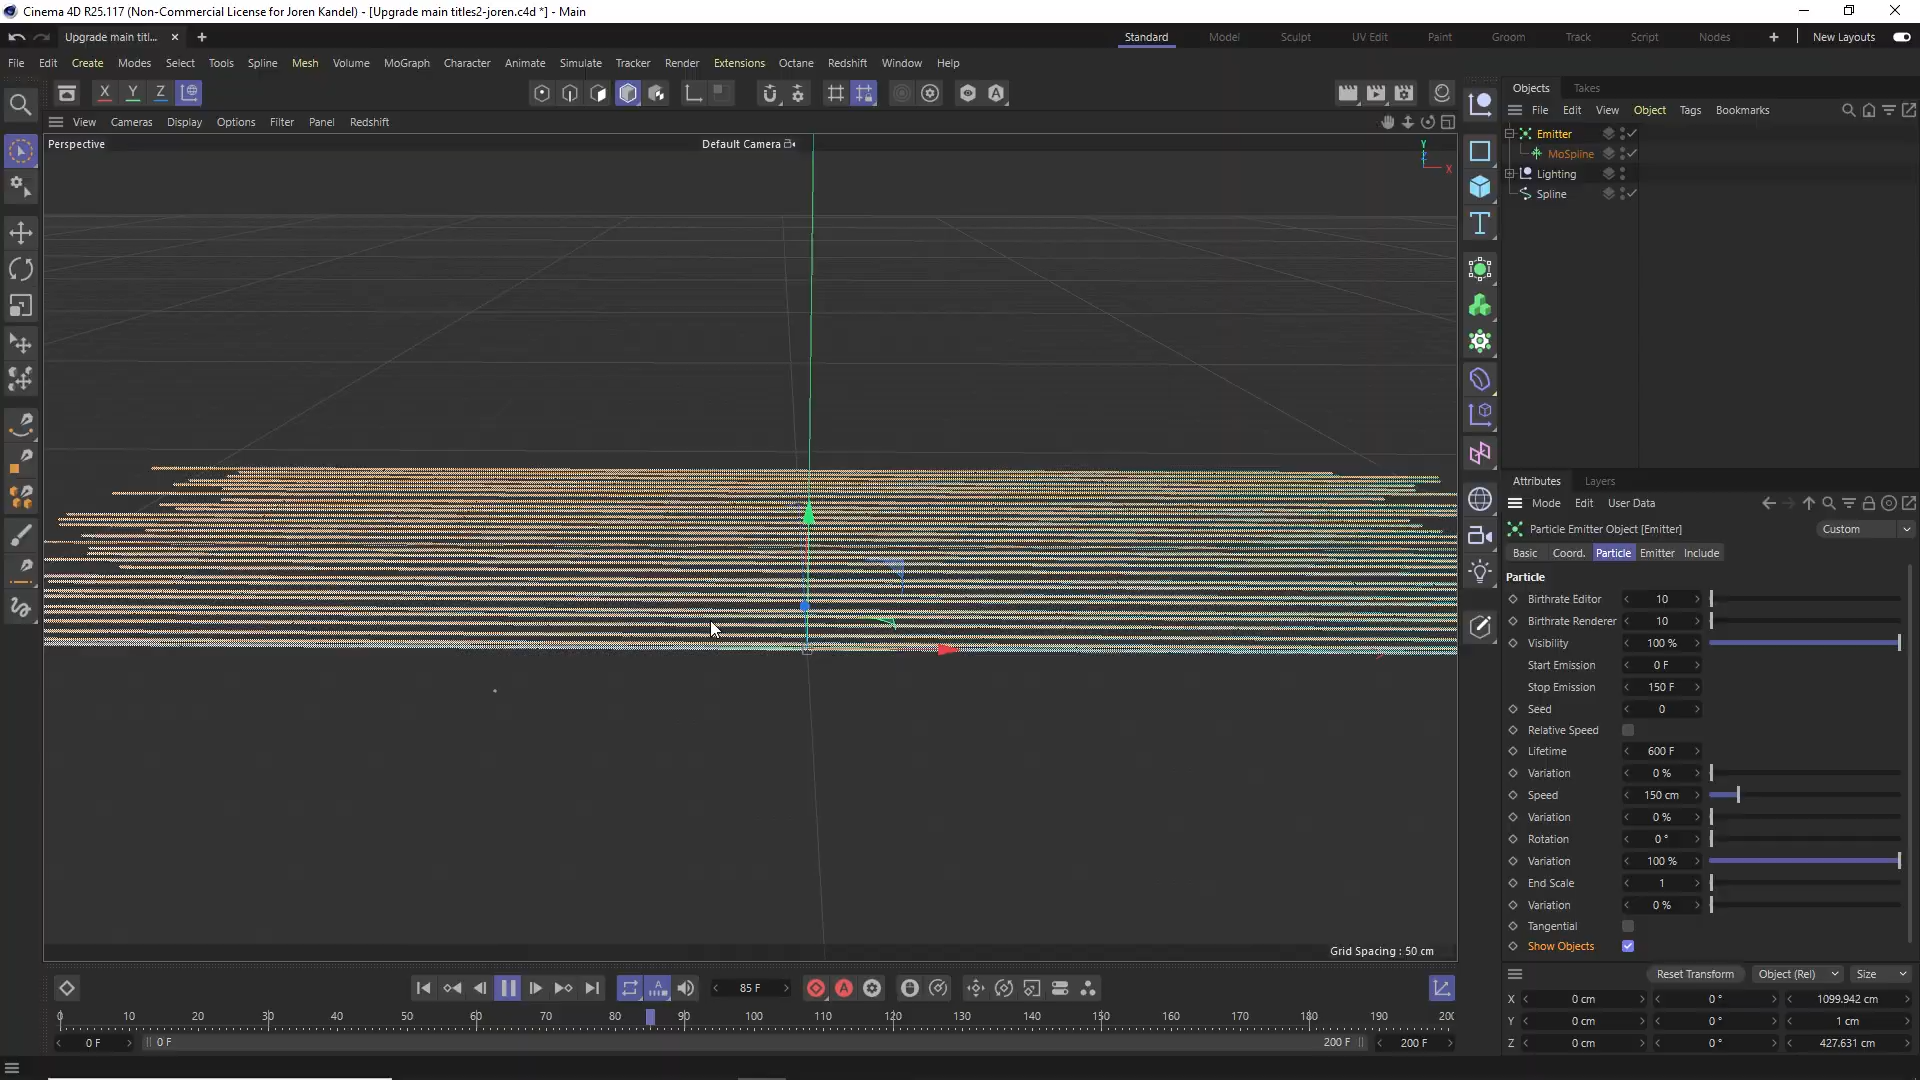 Cinema 4D R25.117 (Non-Commercial License for Joren Kandel) - [Upgrade main titles2-joren.c4d *] - Main
Upgrade main titl...
Standard Model Sculpt UV Edit Paint Groom Track Script Nodes New Layouts
File Edit Create Modes Select Tools Spline Mesh Volume MoGraph Character Animate Simulate Tracker Render Extensions Octane Redshift Window Help
X Y Z
Objects Takes
File Edit View Object Tags Bookmarks
View Cameras Display Options Filter Panel Redshift
Perspective
Default Camera
Y
Z
X
Emitter
MoSpline
Lighting
Spline
Attributes Layers
Mode Edit User Data
Particle Emitter Object [Emitter]
Custom
Basic Coord. Particle Emitter Include
Particle
Birthrate Editor 10
Birthrate Renderer 10
Visibility 100 %
Start Emission 0 F
Stop Emission 150 F
Seed 0
Relative Speed
Lifetime 600 F
Variation 0 %
Speed 150 cm
Variation 0 %
Rotation 0 °
Variation 100 %
End Scale 1
Variation 0 %
Tangential
Show Objects
Grid Spacing : 50 cm
85 F
Reset Transform Object (Rel) Size
X 0 cm 0 ° 1099.942 cm
Y 0 cm 0 ° 1 cm
Z 0 cm 0 ° 427.631 cm
0 10 20 30 40 50 60 70 80 90 100 110 120 130 140 150 160 170 180 190 200
0 F 0 F 200 F 200 F